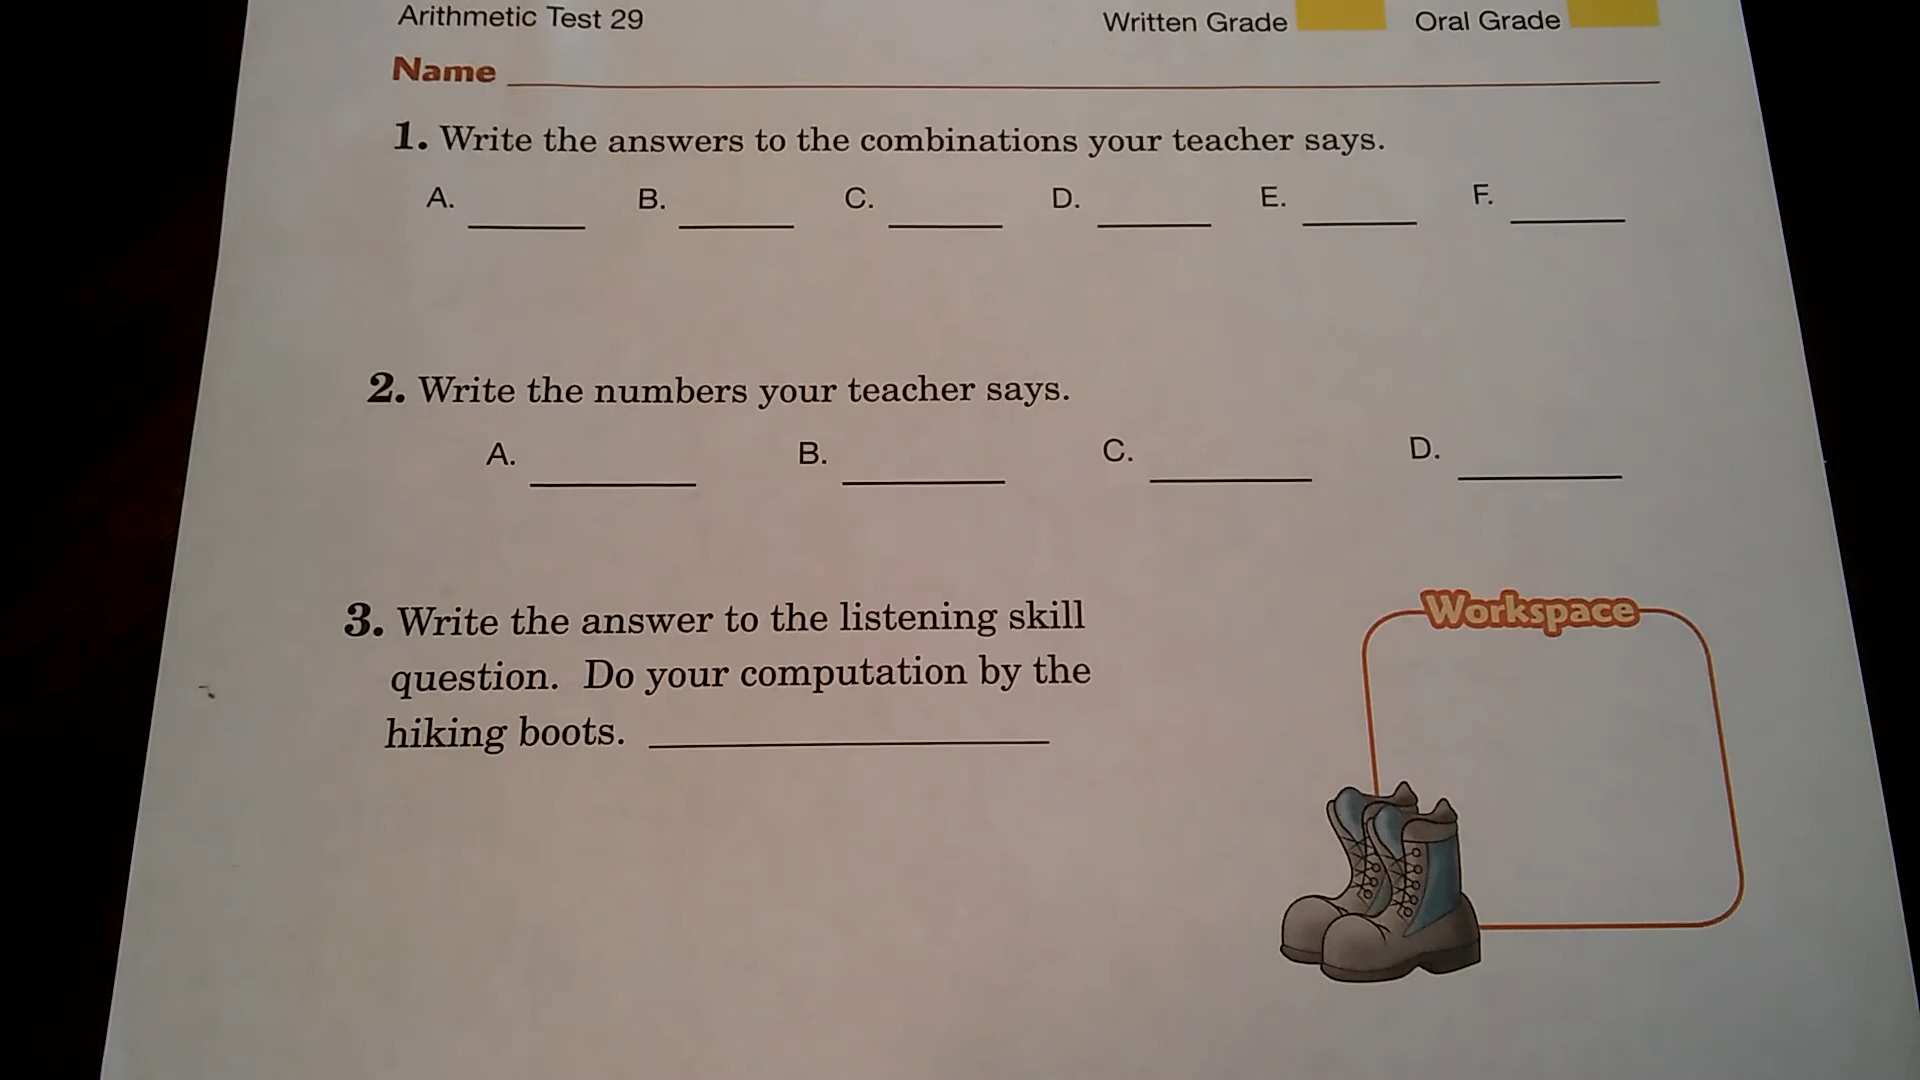 Arithmetic Test 29 Written Grade Oral Grade
Name
1. Write the answers to the combinations your teacher says.
A. B. C. D. E. F.
2. Write the numbers your teacher says.
A. B. C. D.
3. Write the answer to the listening skill
question. Do your computation by the
hiking boots.
Workspace